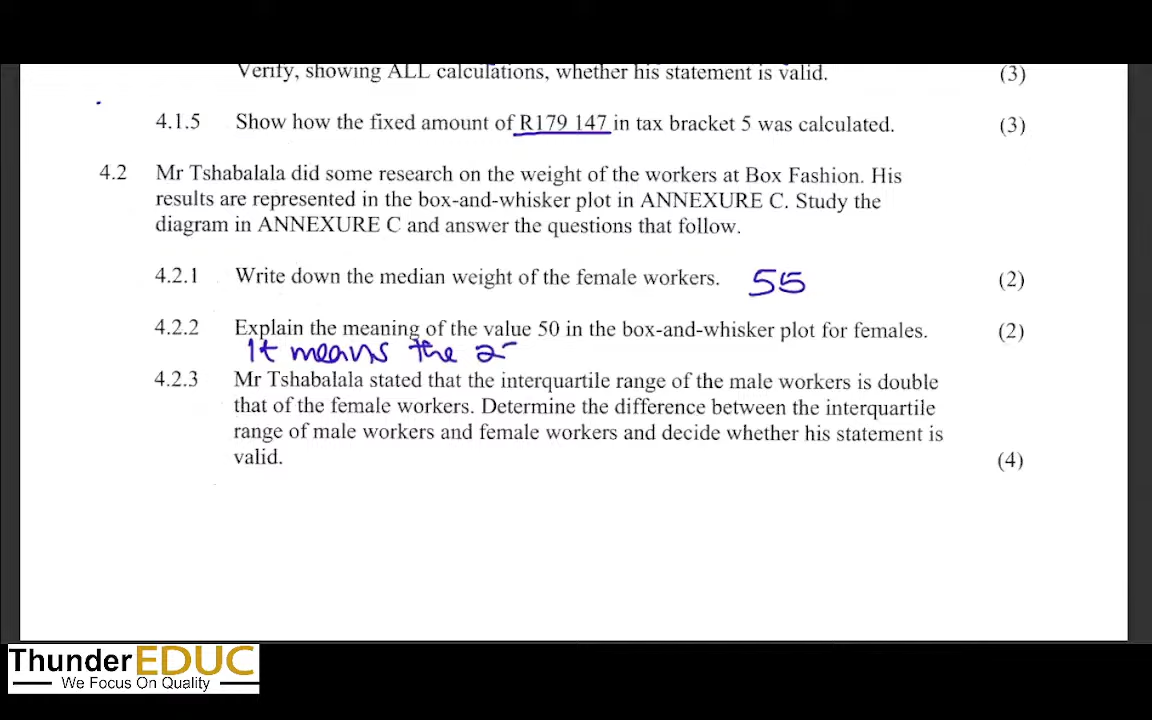 Verify, showing ALL calculations, whether his statement is valid. (3)
4.1.5 Show how the fixed amount of R179 147 in tax bracket 5 was calculated. (3)
4.2 Mr Tshabalala did some research on the weight of the workers at Box Fashion. His
results are represented in the box-and-whisker plot in ANNEXURE C. Study the
diagram in ANNEXURE C and answer the questions that follow.
4.2.1 Write down the median weight of the female workers. 55 (2)
4.2.2 Explain the meaning of the value 50 in the box-and-whisker plot for females. (2)
It means the 2
4.2.3 Mr Tshabalala stated that the interquartile range of the male workers is double
that of the female workers. Determine the difference between the interquartile
range of male workers and female workers and decide whether his statement is
valid. (4)
ThunderEDUC
We Focus On Quality